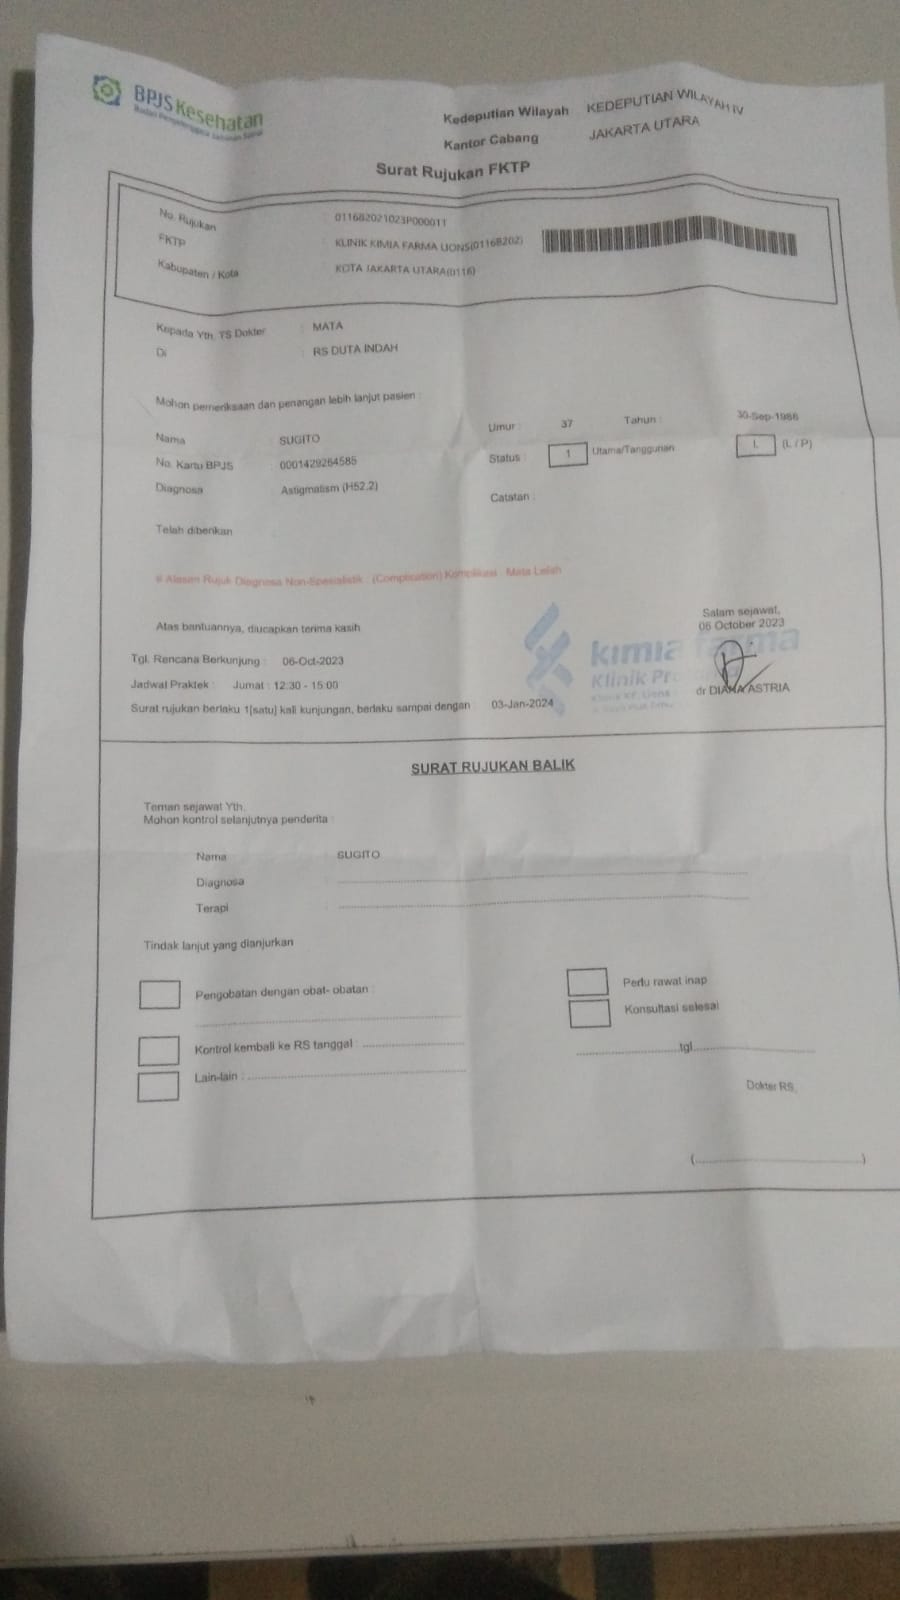 BPJS Kesehatan
Badan Penyelenggara Jaminan Sosial
Kedeputian Wilayah KEDEPUTIAN WILAYAH IV
Kantor Cabang JAKARTA UTARA
Surat Rujukan FKTP
No. Rujukan : 011682021023P000011
FKTP : KLINIK KIMIA FARMA LIONS(01168202)
Kabupaten / Kota : KOTA JAKARTA UTARA(0116)
Kepada Yth. TS Dokter : MATA
Di : RS DUTA INDAH
Mohon pemeriksaan dan penangan lebih lanjut pasien :
Nama : SUGITO Umur : 37 Tahun : 30-Sep-1986
No. Kartu BPJS : 0001429264585 Status : 1 Utama/Tanggungan L (L / P)
Diagnosa : Astigmatism (H52.2) Catatan :
Telah diberikan
# Alasan Rujuk Diagnosa Non-Spesialistik : (Complication) Komplikasi : Mata Lelah
Atas bantuannya, diucapkan terima kasih
Salam sejawat,
06 October 2023
Tgl. Rencana Berkunjung : 06-Oct-2023
Jadwal Praktek : Jumat : 12:30 - 15:00
Surat rujukan berlaku 1[satu] kali kunjungan, berlaku sampai dengan 03-Jan-2024
kimia farma
Klinik
dr DIANA ASTRIA
SURAT RUJUKAN BALIK
Teman sejawat Yth.
Mohon kontrol selanjutnya penderita :
Nama : SUGITO
Diagnosa :
Terapi :
Tindak lanjut yang dianjurkan
Pengobatan dengan obat- obatan :
Perlu rawat inap
Konsultasi selesai
Kontrol kembali ke RS tanggal :
Lain-lain :
tgl
Dokter RS,
(                    )